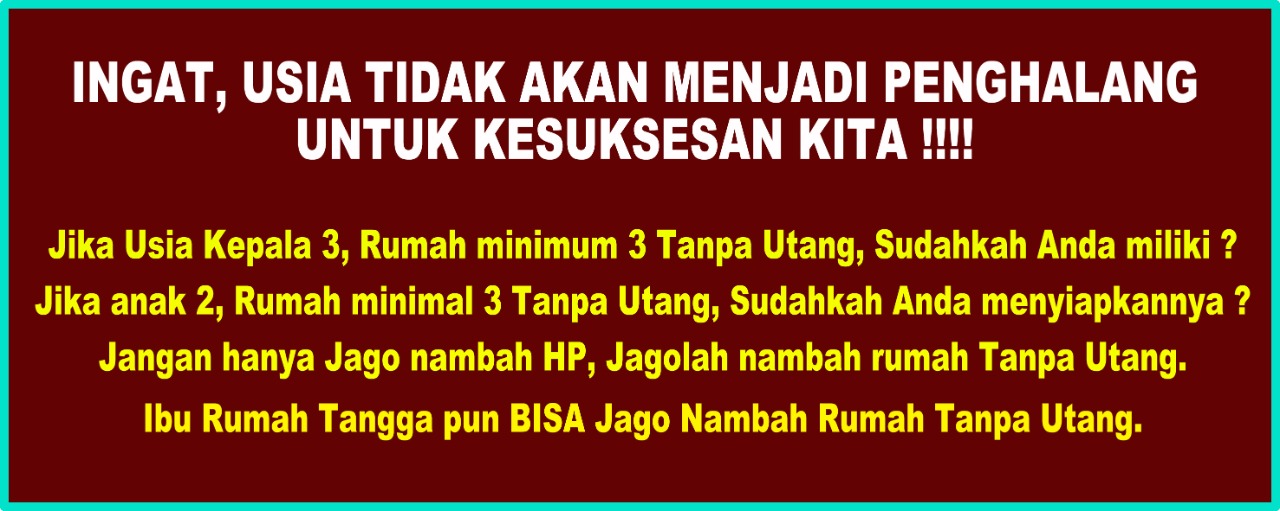 INGAT, USIA TIDAK AKAN MENJADI PENGHALANG
UNTUK KESUKSESAN KITA !!!!
Jika Usia Kepala 3, Rumah minimum 3 Tanpa Utang, Sudahkah Anda miliki ?
Jika anak 2, Rumah minimal 3 Tanpa Utang, Sudahkah Anda menyiapkannya ?
Jangan hanya Jago nambah HP, Jagolah nambah rumah Tanpa Utang.
Ibu Rumah Tangga pun BISA Jago Nambah Rumah Tanpa Utang.